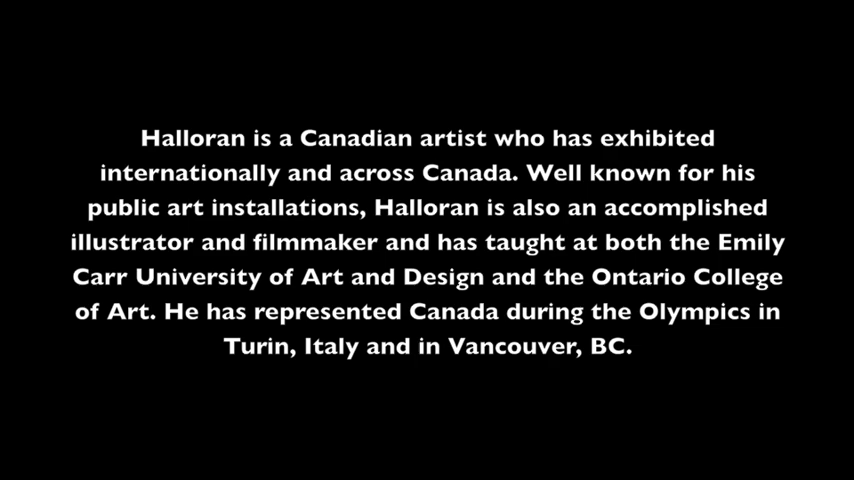 Halloran is a Canadian artist who has exhibited
internationally and across Canada. Well known for his
public art installations, Halloran is also an accomplished
illustrator and filmmaker and has taught at both the Emily
Carr University of Art and Design and the Ontario College
of Art. He has represented Canada during the Olympics in
Turin, Italy and in Vancouver, BC.